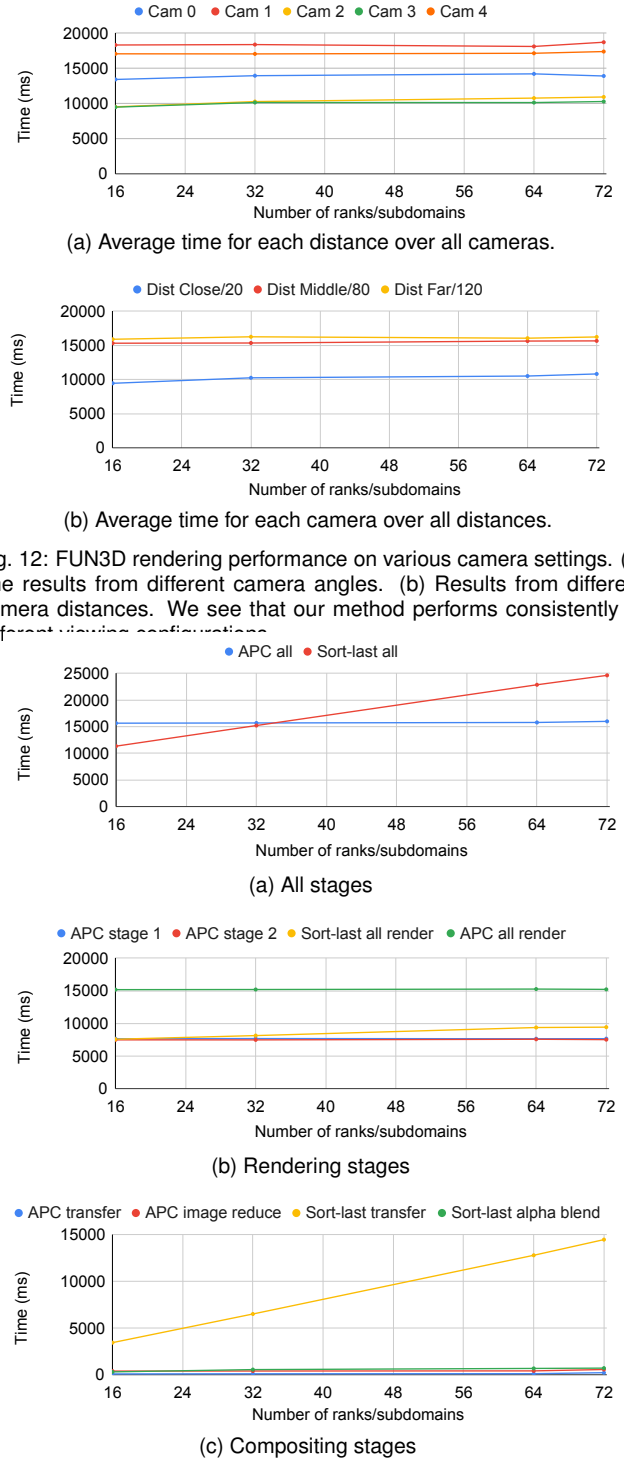 Cam 0 Cam 1 Cam 2 Cam 3 Cam 4
20000
15000
10000
5000
0
Time (ms)
16 24 32 40 48 56 64 72
Number of ranks/subdomains
(a) Average time for each distance over all cameras.
Dist Close/20 Dist Middle/80 Dist Far/120
20000
15000
10000
5000
0
Time (ms)
16 24 32 40 48 56 64 72
Number of ranks/subdomains
(b) Average time for each camera over all distances.
g. 12: FUN3D rendering performance on various camera settings. (
he results from different camera angles. (b) Results from differe
amera distances. We see that our method performs consistently
ferent viewing configurations
APC all Sort-last all
25000
20000
15000
10000
5000
0
Time (ms)
16 24 32 40 48 56 64 72
Number of ranks/subdomains
(a) All stages
APC stage 1 APC stage 2 Sort-last all render APC all render
20000
15000
10000
5000
0
Time (ms)
16 24 32 40 48 56 64 72
Number of ranks/subdomains
(b) Rendering stages
APC transfer APC image reduce Sort-last transfer Sort-last alpha blend
15000
10000
5000
0
Time (ms)
16 24 32 40 48 56 64 72
Number of ranks/subdomains
(c) Compositing stages